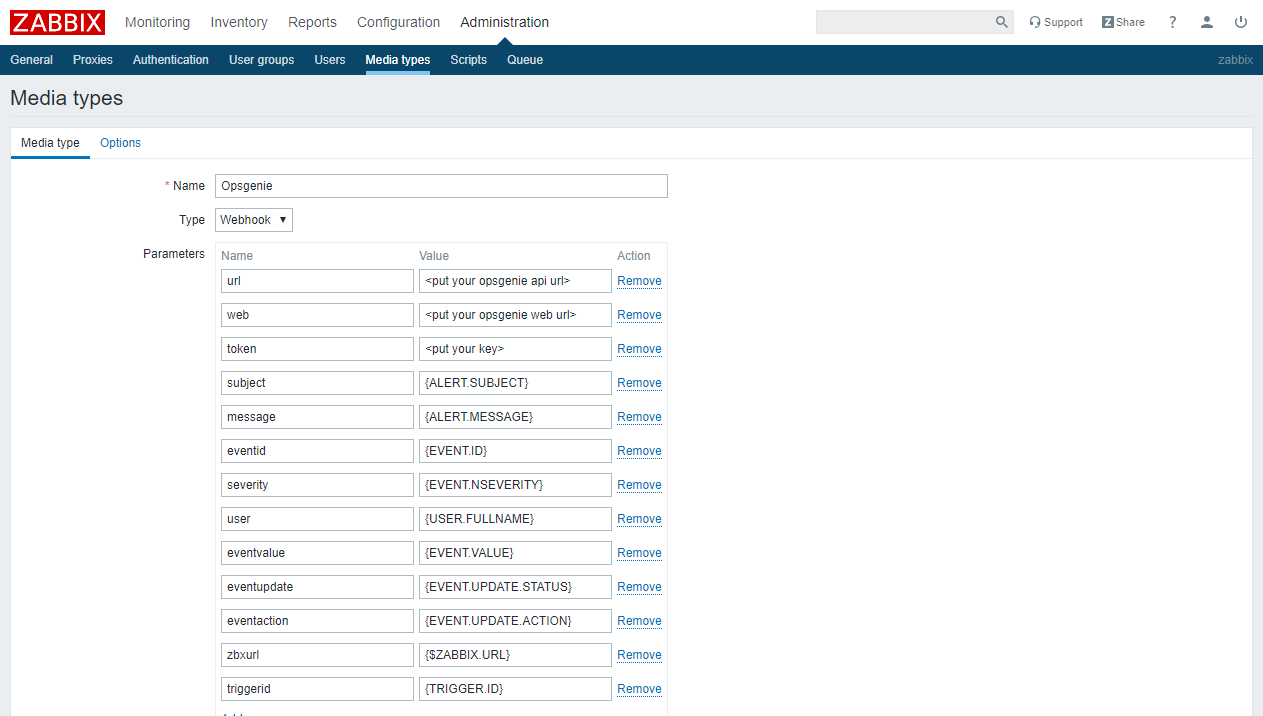 ZABBIX Monitoring Inventory Reports Configuration Administration Support Z Share ?
General Proxies Authentication User groups Users Media types Scripts Queue zabbix
Media types
Media type Options
* Name Opsgenie
Type Webhook ▼
Parameters Name Value Action
url <put your opsgenie api url> Remove
web <put your opsgenie web url> Remove
token <put your key> Remove
subject {ALERT.SUBJECT} Remove
message {ALERT.MESSAGE} Remove
eventid {EVENT.ID} Remove
severity {EVENT.NSEVERITY} Remove
user {USER.FULLNAME} Remove
eventvalue {EVENT.VALUE} Remove
eventupdate {EVENT.UPDATE.STATUS} Remove
eventaction {EVENT.UPDATE.ACTION} Remove
zbxurl {$ZABBIX.URL} Remove
triggerid {TRIGGER.ID} Remove